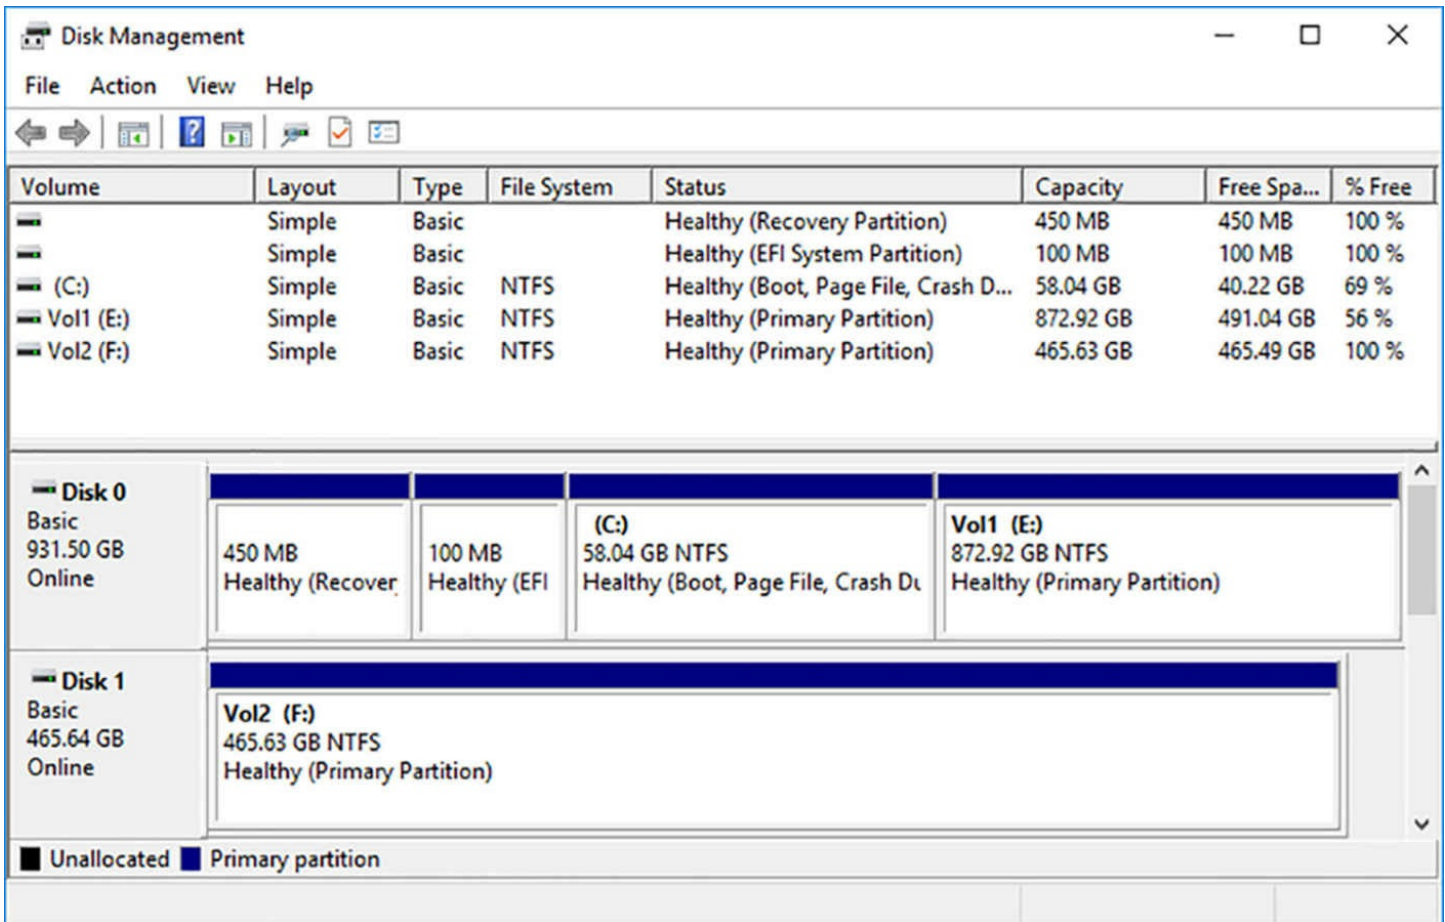 Disk Management
File Action View Help
Volume Layout Type File System Status Capacity Free Spa... % Free
Simple Basic Healthy (Recovery Partition) 450 MB 450 MB 100 %
Simple Basic Healthy (EFI System Partition) 100 MB 100 MB 100 %
(C:) Simple Basic NTFS Healthy (Boot, Page File, Crash D... 58.04 GB 40.22 GB 69 %
Vol1 (E:) Simple Basic NTFS Healthy (Primary Partition) 872.92 GB 491.04 GB 56 %
Vol2 (F:) Simple Basic NTFS Healthy (Primary Partition) 465.63 GB 465.49 GB 100 %
Disk 0
Basic
931.50 GB
Online
450 MB
Healthy (Recover
100 MB
Healthy (EFI
(C:)
58.04 GB NTFS
Healthy (Boot, Page File, Crash Du
Vol1 (E:)
872.92 GB NTFS
Healthy (Primary Partition)
Disk 1
Basic
465.64 GB
Online
Vol2 (F:)
465.63 GB NTFS
Healthy (Primary Partition)
Unallocated Primary partition